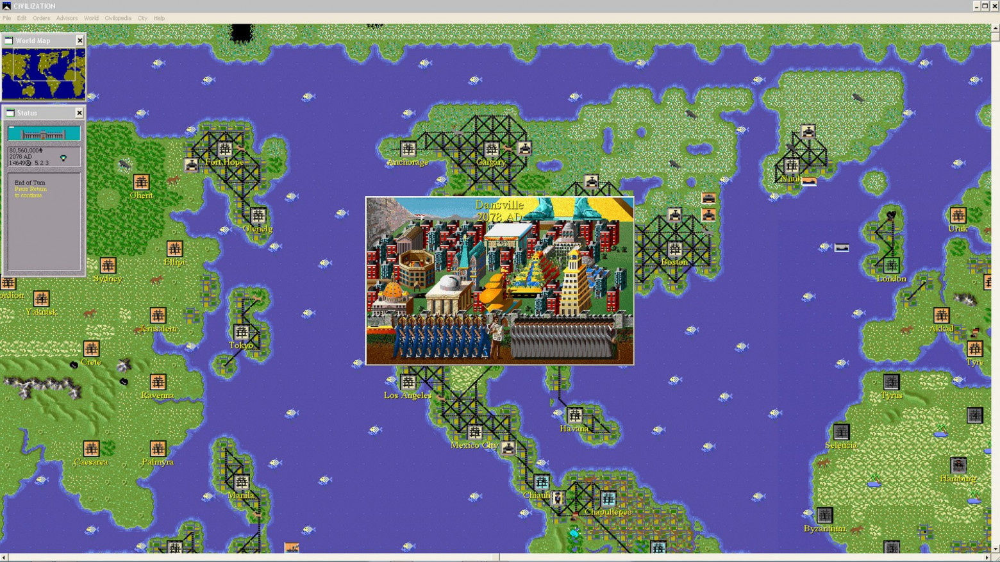 CIVILIZATION
File Edit Orders Advisors World Civilopedia City Help
World Map
Status
80,560,000
2078 AD
14649 5.2.3
End of Turn
Press Return
to continue.
Dansville
2078 AD
Fort Hope
Anchorage
Calgary
Nuuk
Ghent
Glenelg
Uruk
Ellipi
Boston
Sydney
London
Yakutsk
Jerusalem
Akkad
Tokyo
Crete
Tyre
Ravenna
Los Angeles
Tyrus
Havana
Caesarea
Palmyra
Mexico City
Seleucia
Hamburg
Manila
Chiauh
Chapultepec
Byzantium